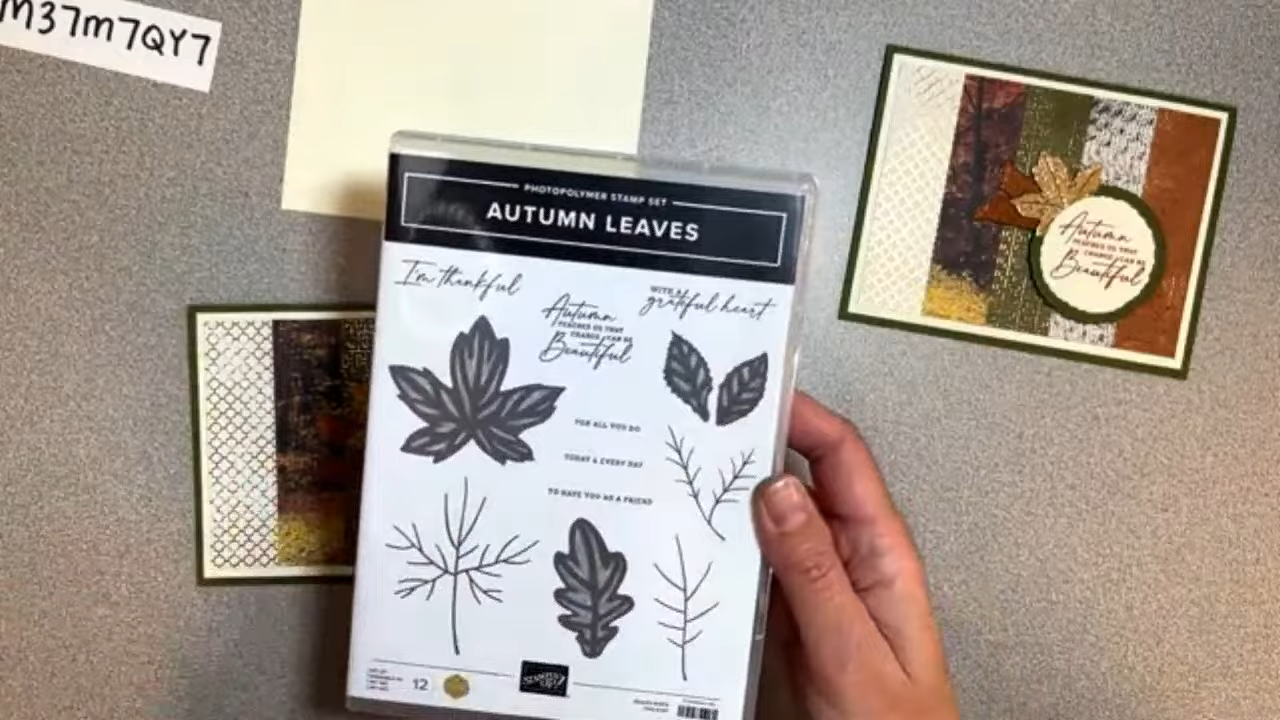 M37M7QY7
PHOTOPOLYMER STAMP SET
AUTUMN LEAVES
I'm thankful
WITH A
grateful heart
Autumn
TEACHES US THAT
CHANGE CAN BE
Beautiful
FOR ALL YOU DO
TODAY & EVERY DAY
TO HAVE YOU AS A FRIEND
12
STAMPIN' UP!
Autumn
TEACHES US THAT
CHANGE CAN BE
Beautiful